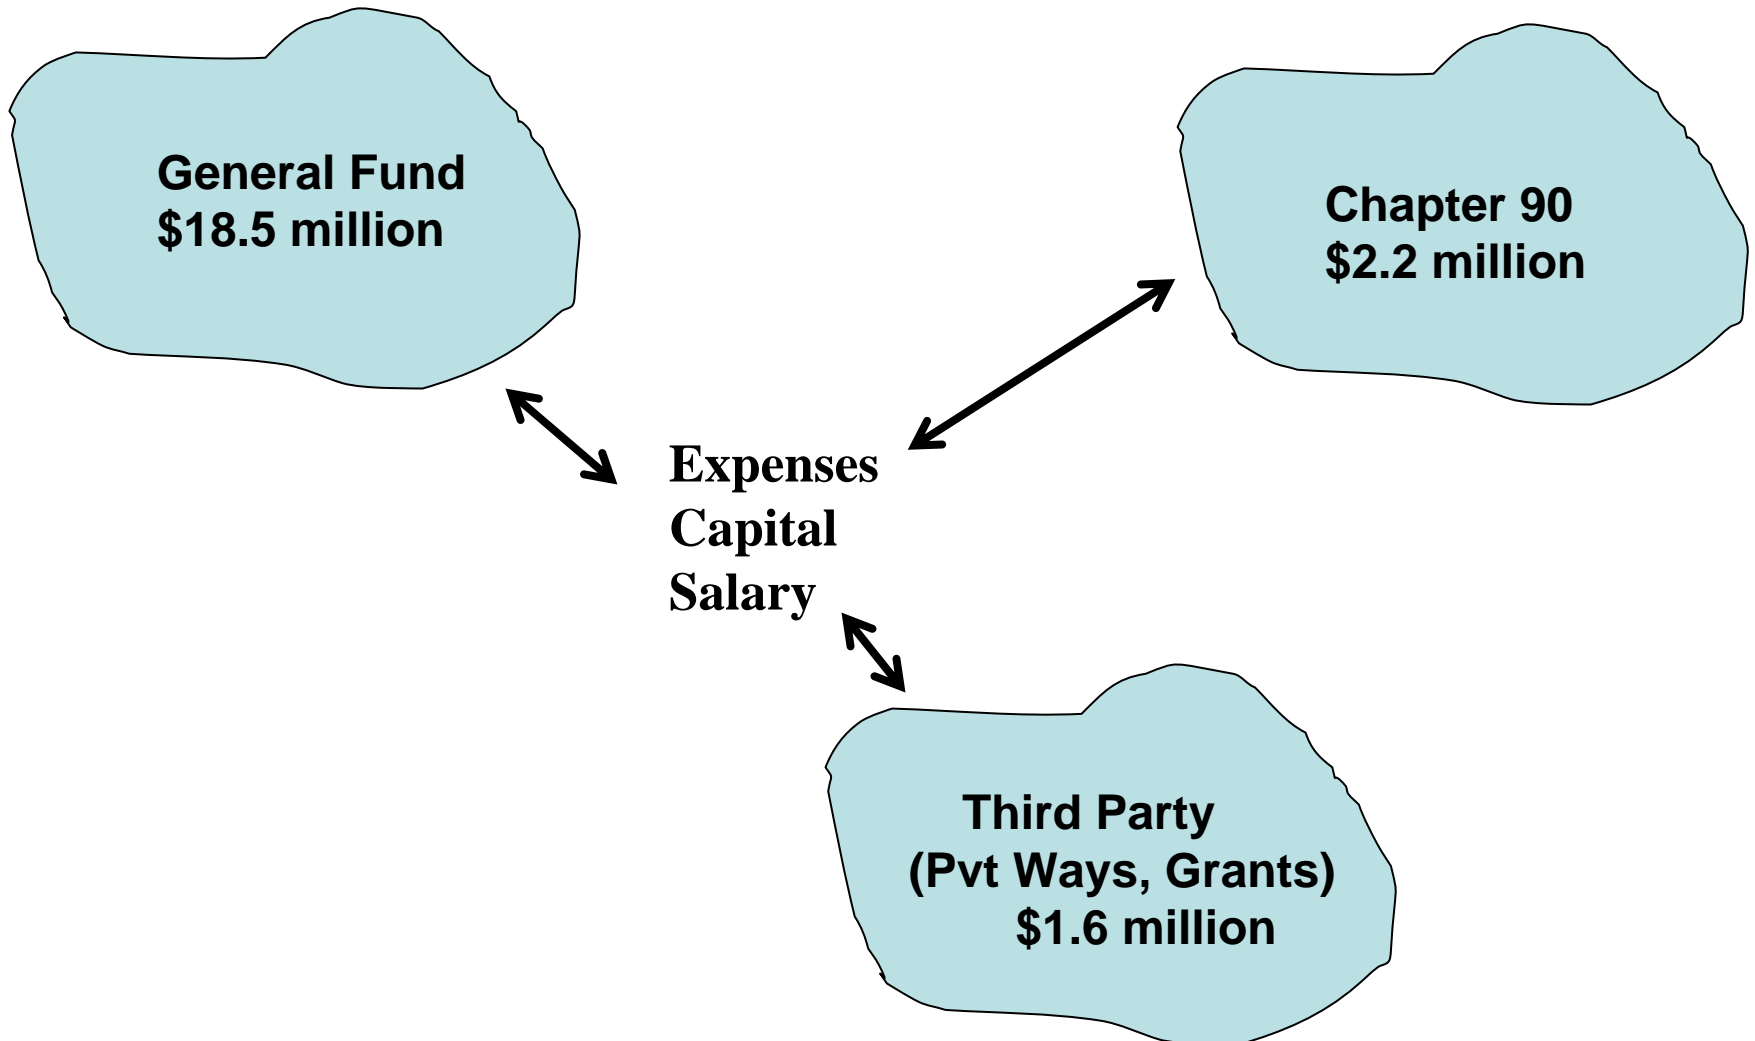 General Fund
$18.5 million
Chapter 90
$2.2 million
Expenses
Capital
Salary
Third Party
(Pvt Ways, Grants)
$1.6 million